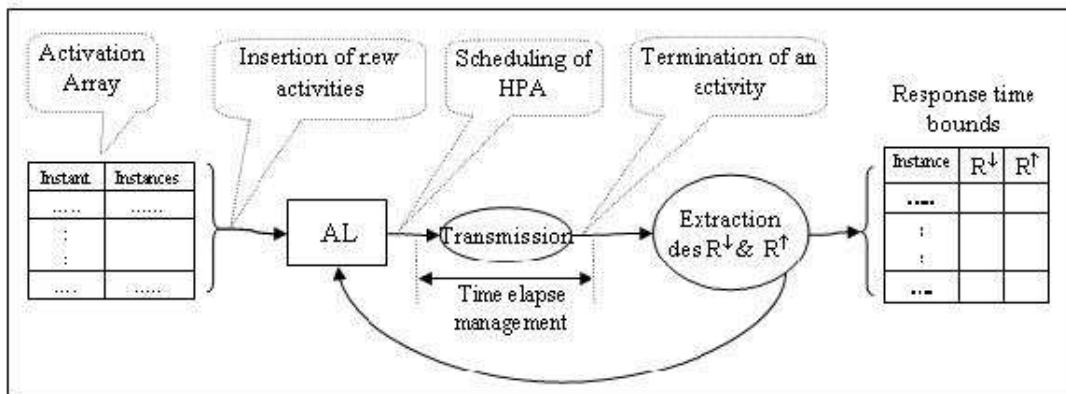 Activation
Array
Insertion of new
activities
Scheduling of
HPA
Termination of an
activity
Response time
bounds
Instant Instances
..... ......
:
:
.... .....
AL
Transmission
Time elapse
management
Extraction
des R↓ & R↑
Instance R↓ R↑
.....
:
:
.....